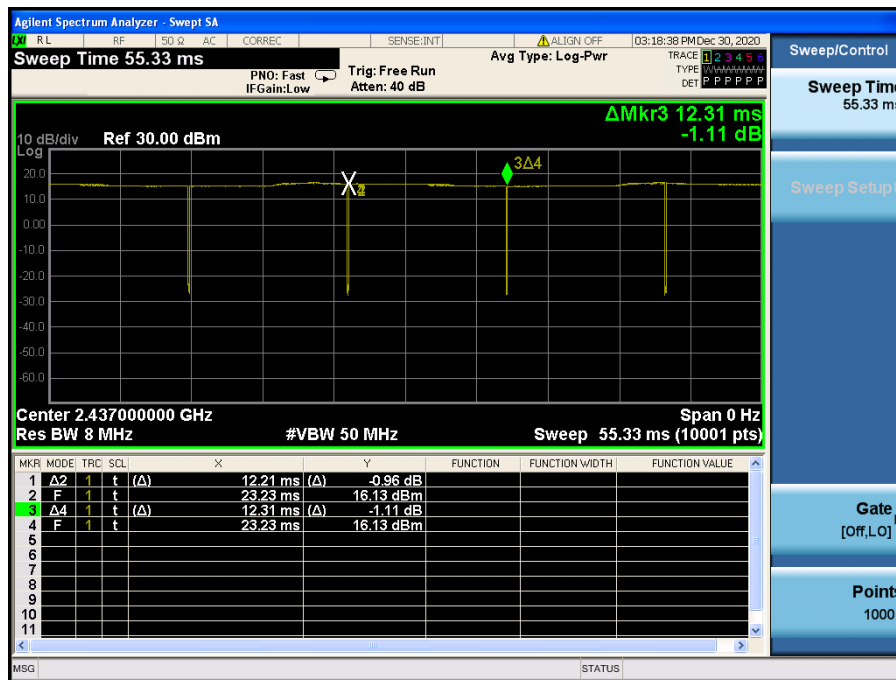 Agilent Spectrum Analyzer - Swept SA
LXI RL RF 50 Ω AC CORREC SENSE:INT ALIGN OFF 03:18:38 PM Dec 30, 2020
Sweep Time 55.33 ms
PNO: Fast
IFGain:Low
Trig: Free Run
Atten: 40 dB
Avg Type: Log-Pwr
TRACE 1 2 3 4 5 6
TYPE
DET P P P P P P
ΔMkr3 12.31 ms
-1.11 dB
10 dB/div
Log
Ref 30.00 dBm
3Δ4
20.0
10.0
0.00
-10.0
-20.0
-30.0
-40.0
-50.0
-60.0
Center 2.437000000 GHz Span 0 Hz
Res BW 8 MHz #VBW 50 MHz Sweep 55.33 ms (10001 pts)
MKR MODE TRC SCL X Y FUNCTION FUNCTION WIDTH FUNCTION VALUE
1 Δ2 1 t (Δ) 12.21 ms (Δ) -0.96 dB
2 F 1 t 23.23 ms 16.13 dBm
3 Δ4 1 t (Δ) 12.31 ms (Δ) -1.11 dB
4 F 1 t 23.23 ms 16.13 dBm
5
6
7
8
9
10
11
MSG STATUS
Sweep/Control
Sweep Time
55.33 ms
Sweep Setup
Gate
[Off,LO]
Points
1000